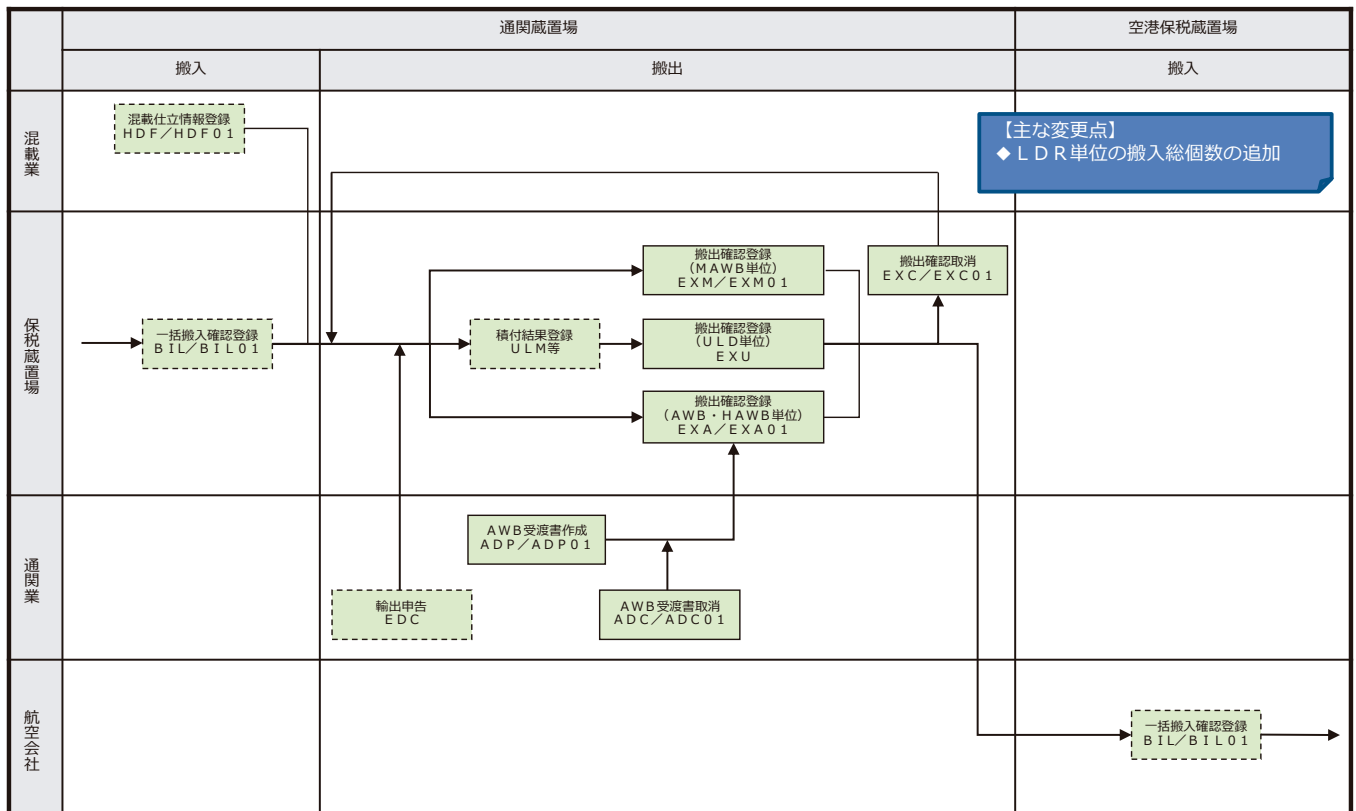 通関蔵置場
空港保税蔵置場
搬入
搬出
搬入
混載業
混載仕立情報登録
HDF／HDF01
【主な変更点】
◆ＬＤＲ単位の搬入総個数の追加
保税蔵置場
一括搬入確認登録
BIL／BIL01
積付結果登録
ULM等
搬出確認登録
（MAWB単位）
EXM／EXM01
搬出確認登録
（ULD単位）
EXU
搬出確認登録
（AWB・HAWB単位）
EXA／EXA01
搬出確認取消
EXC／EXC01
通関業
AWB受渡書作成
ADP／ADP01
輸出申告
EDC
AWB受渡書取消
ADC／ADC01
航空会社
一括搬入確認登録
BIL／BIL01